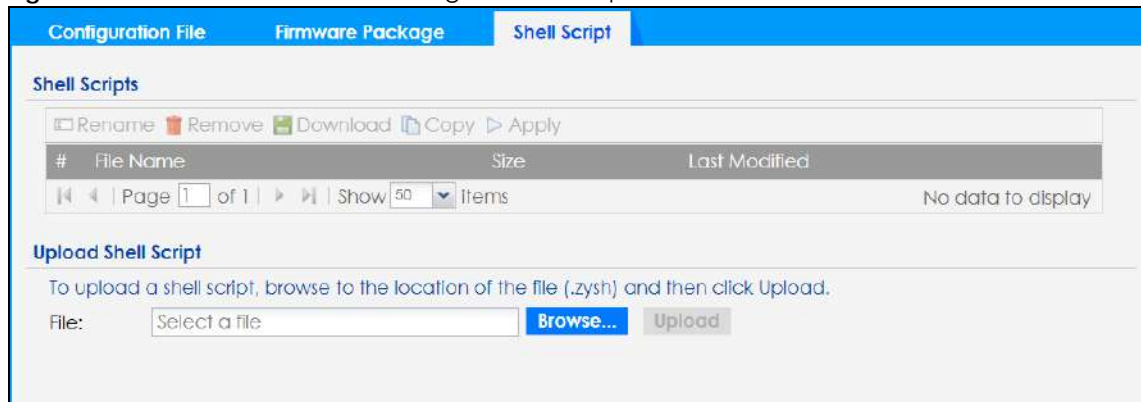 Configuration File Firmware Package Shell Script
Shell Scripts
Rename Remove Download Copy Apply
# File Name Size Last Modified
Page 1 of 1 Show 50 items No data to display
Upload Shell Script
To upload a shell script, browse to the location of the file (.zysh) and then click Upload.
File: Select a file Browse... Upload